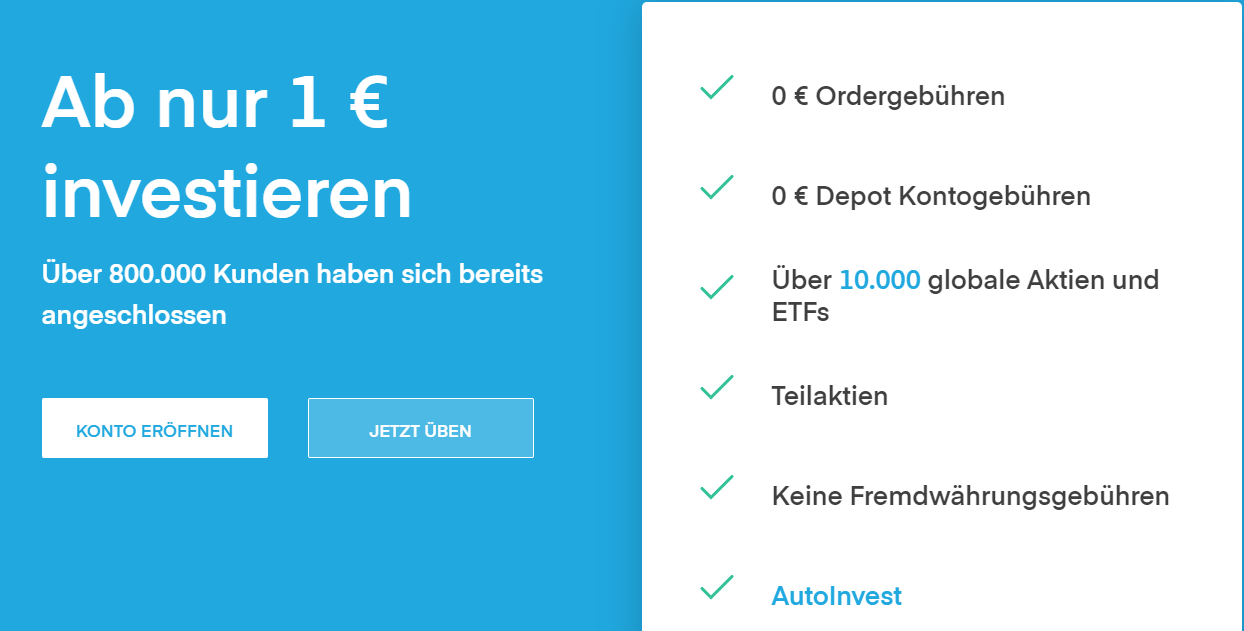 Ab nur 1 €
investieren
Über 800.000 Kunden haben sich bereits
angeschlossen
KONTO ERÖFFNEN
JETZT ÜBEN
0 € Ordergebühren
0 € Depot Kontogebühren
Über 10.000 globale Aktien und
ETFs
Teilaktien
Keine Fremdwährungsgebühren
AutoInvest